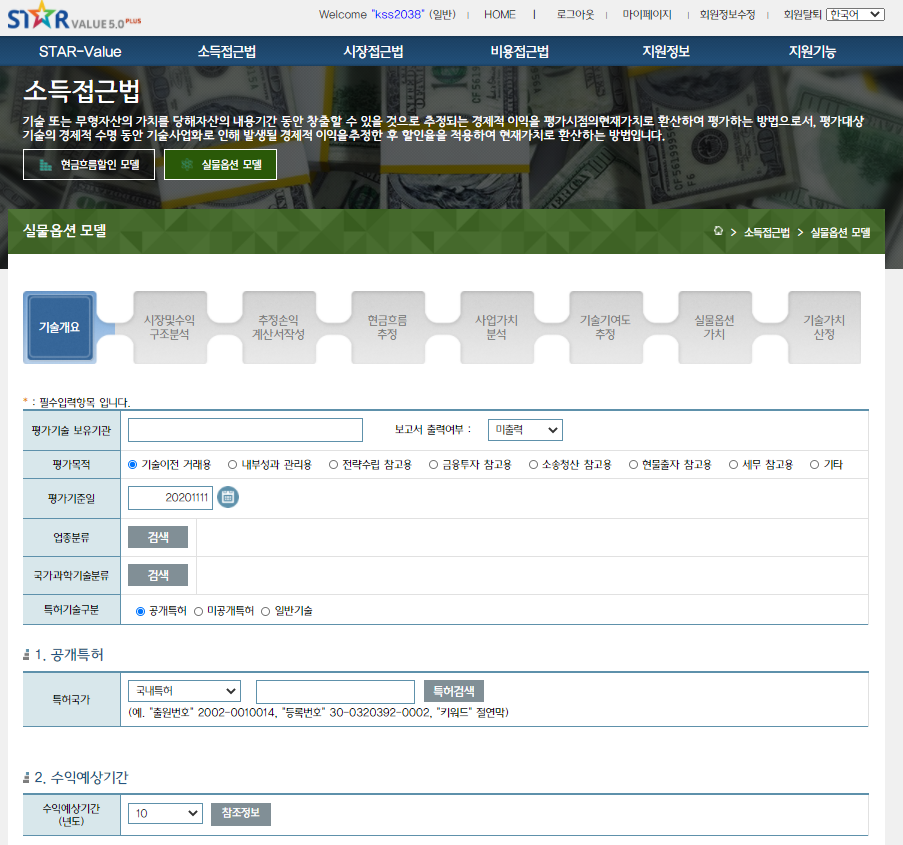 STAR VALUE 5.0 PLUS
Welcome "kss2038" (일반) | HOME | 로그아웃 | 마이페이지 | 회원정보수정 | 회원탈퇴 한국어
STAR-Value 소득접근법 시장접근법 비용접근법 지원정보 지원기능
소득접근법
기술 또는 무형자산의 가치를 당해자산의 내용기간 동안 창출할 수 있을 것으로 추정되는 경제적 이익을 평가시점의현재가치로 환산하여 평가하는 방법으로서, 평가대상
기술의 경제적 수명 동안 기술사업화로 인해 발생될 경제적 이익을추정한 후 할인율을 적용하여 현재가치로 환산하는 방법입니다.
현금흐름할인 모델 실물옵션 모델
실물옵션 모델 > 소득접근법 > 실물옵션 모델
기술개요
시장및수익
구조분석
추정손익
계산서작성
현금흐름
추정
사업가치
분석
기술기여도
추정
실물옵션
가치
기술가치
산정
* : 필수입력항목 입니다.
평가기술 보유기관 보고서 출력여부 : 미출력
평가목적 기술이전 거래용 내부성과 관리용 전략수립 참고용 금융투자 참고용 소송청산 참고용 현물출자 참고용 세무 참고용 기타
평가기준일 20201111
업종분류 검색
국가과학기술분류 검색
특허기술구분 공개특허 미공개특허 일반기술
1. 공개특허
특허국가 국내특허 특허검색
(예. "출원번호" 2002-0010014, "등록번호" 30-0320392-0002, "키워드" 절연막)
2. 수익예상기간
수익예상기간
(년도)
10 참조정보